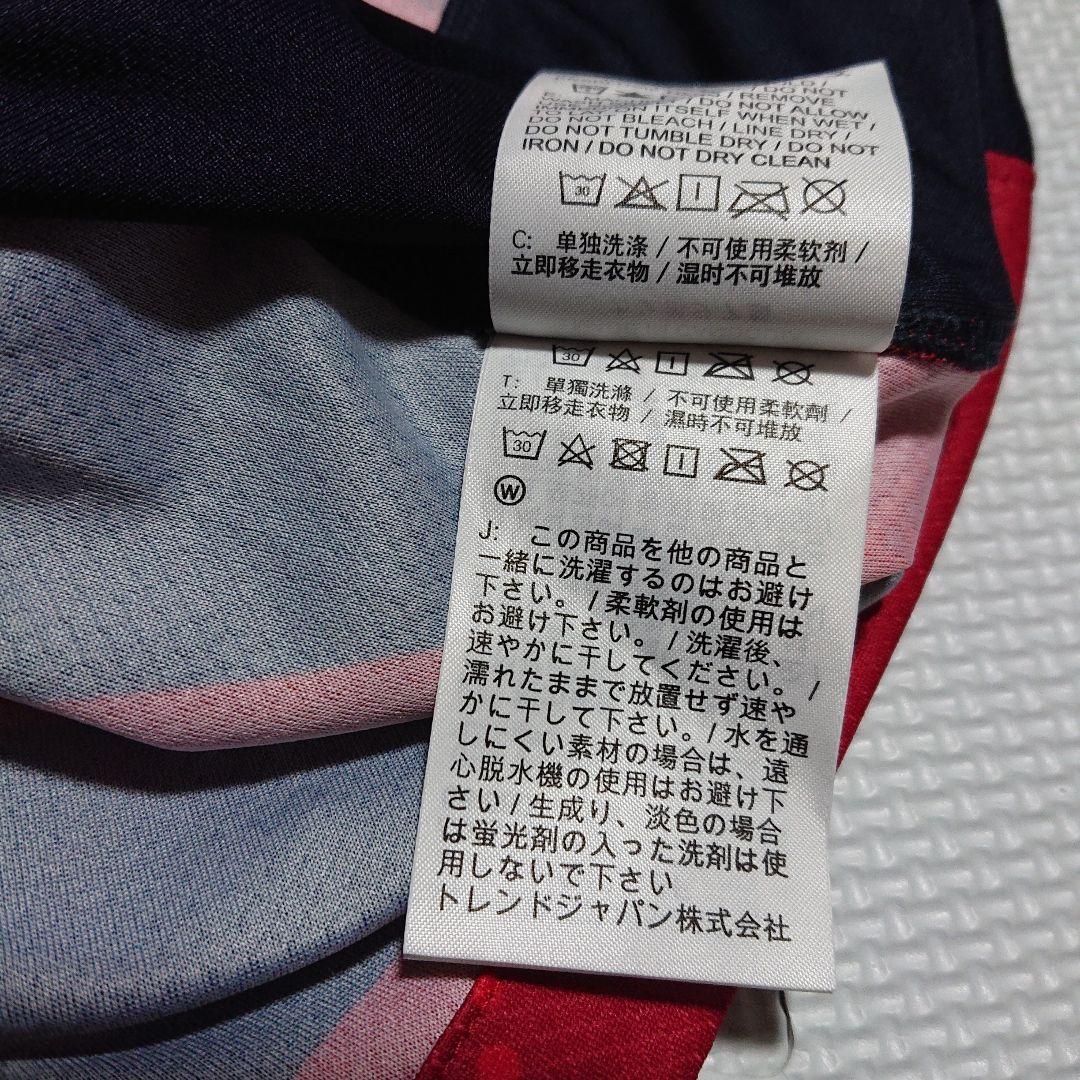 DO NOT
/ REMOVE
/ DO NOT ALLOW
ITSELF WHEN WET /
DO NOT BLEACH / LINE DRY /
DO NOT TUMBLE DRY / DO NOT
IRON / DO NOT DRY CLEAN
30
C: 单独洗涤 / 不可使用柔软剂 /
立即移走衣物 / 湿时不可堆放
30
T: 單獨洗滌 / 不可使用柔軟劑 /
立即移走衣物 / 濕時不可堆放
30
W
J: この商品を他の商品と
一緒に洗濯するのはお避け
下さい。/柔軟剤の使用は
お避け下さい。/洗濯後、
速やかに干してください。/
濡れたままで放置せず速や
かに干して下さい。/水を通
しにくい素材の場合は、遠
心脱水機の使用はお避け下
さい/生成り、淡色の場合
は蛍光剤の入った洗剤は使
用しないで下さい
トレンドジャパン株式会社